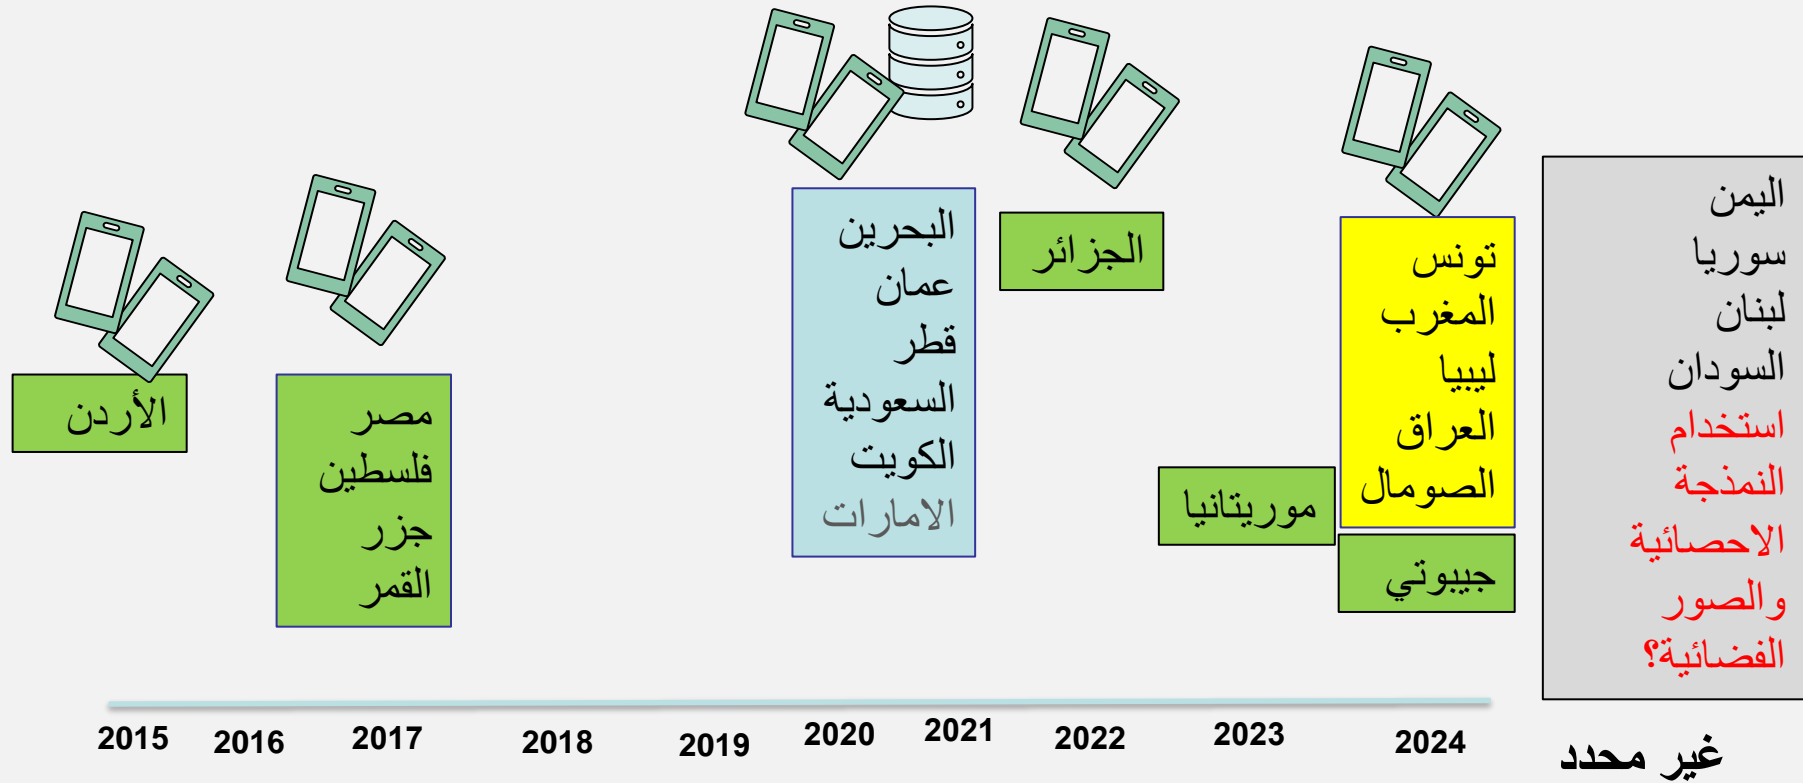 الأردن
مصر
فلسطين
جزر
القمر
البحرين
عمان
قطر
السعودية
الكويت
الامارات
الجزائر
موريتانيا
تونس
المغرب
ليبيا
العراق
الصومال
جيبوتي
اليمن
سوريا
لبنان
السودان
استخدام
النمذجة
الاحصائية
والصور
الفضائية؟
2015 2016 2017 2018 2019 2020 2021 2022 2023 2024
غير محدد